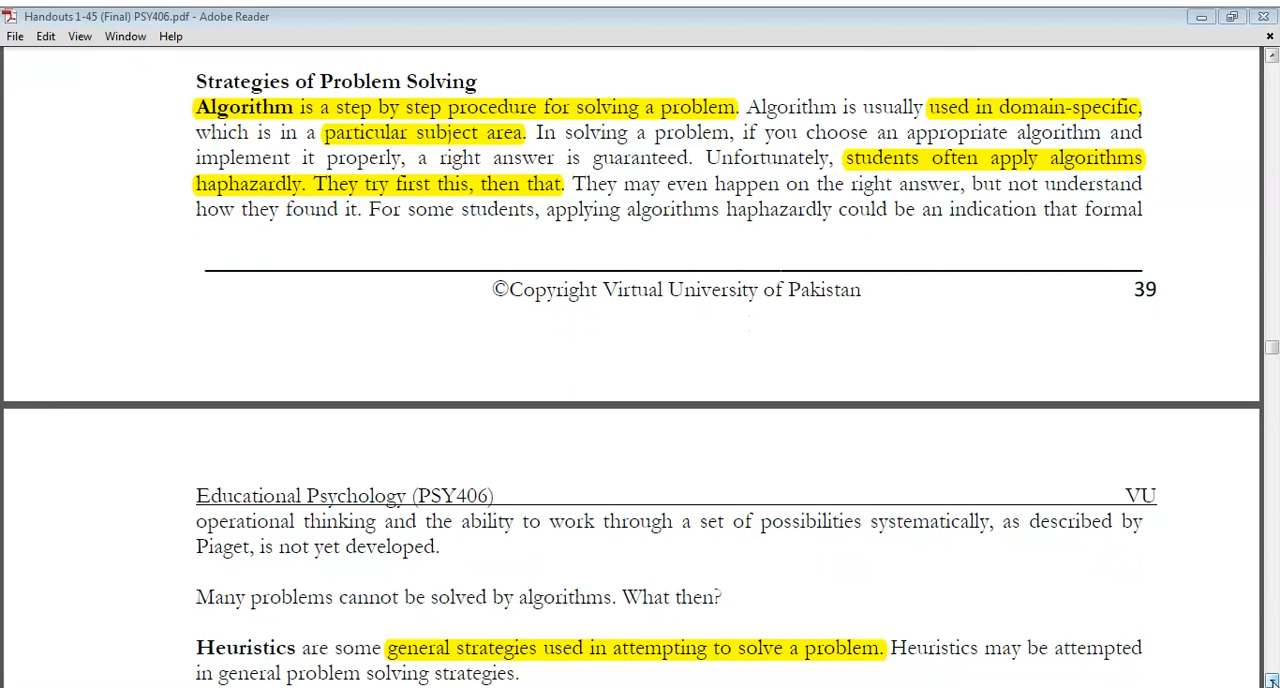 Handouts 1-45 (Final) PSY406.pdf - Adobe Reader
File Edit View Window Help
Strategies of Problem Solving
Algorithm is a step by step procedure for solving a problem. Algorithm is usually used in domain-specific,
which is in a particular subject area. In solving a problem, if you choose an appropriate algorithm and
implement it properly, a right answer is guaranteed. Unfortunately, students often apply algorithms
haphazardly. They try first this, then that. They may even happen on the right answer, but not understand
how they found it. For some students, applying algorithms haphazardly could be an indication that formal
©Copyright Virtual University of Pakistan 39
Educational Psychology (PSY406) VU
operational thinking and the ability to work through a set of possibilities systematically, as described by
Piaget, is not yet developed.
Many problems cannot be solved by algorithms. What then?
Heuristics are some general strategies used in attempting to solve a problem. Heuristics may be attempted
in general problem solving strategies.